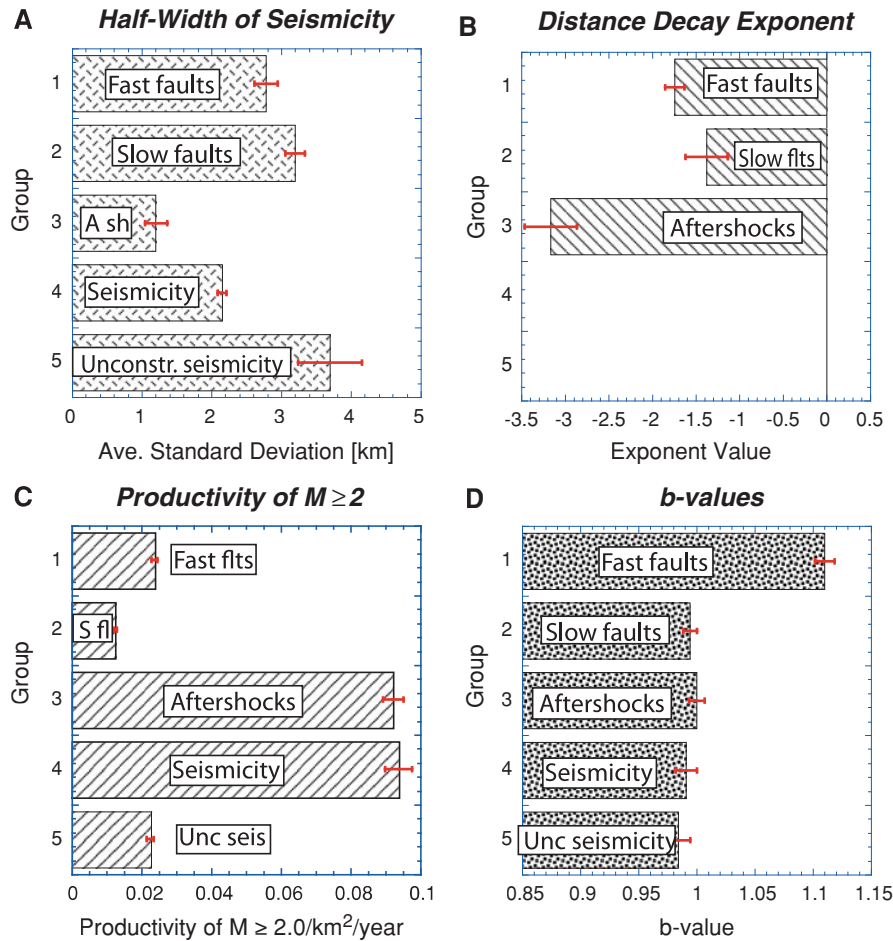 A
Half-Width of Seismicity
Group
1
Fast faults
2
Slow faults
3
A sh
4
Seismicity
5
Unconstr. seismicity
0 1 2 3 4 5
Ave. Standard Deviation [km]
B
Distance Decay Exponent
Group
1
Fast faults
2
Slow flts
3
Aftershocks
4
5
-3.5 -3 -2.5 -2 -1.5 -1 -0.5 0 0.5
Exponent Value
C
Productivity of M ≥2
Group
1
Fast flts
2
S fl
3
Aftershocks
4
Seismicity
5
Unc seis
0 0.02 0.04 0.06 0.08 0.1
Productivity of M ≥ 2.0/km²/year
D
b-values
Group
1
Fast faults
2
Slow faults
3
Aftershocks
4
Seismicity
5
Unc seismicity
0.85 0.9 0.95 1 1.05 1.1 1.15
b-value